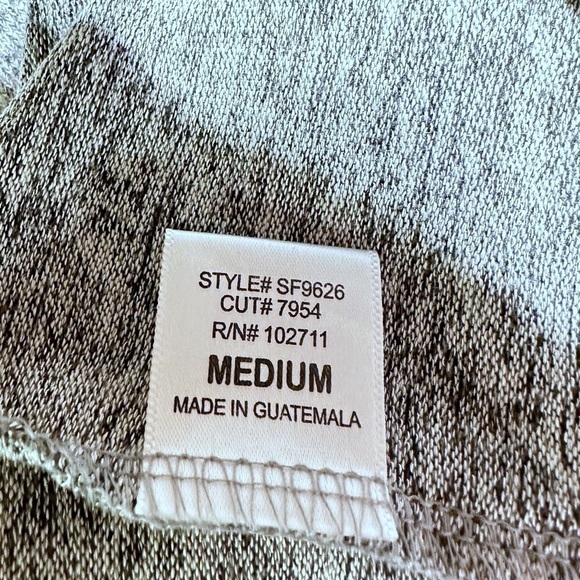 STYLE# SF9626
CUT# 7954
R/N# 102711
MEDIUM
MADE IN GUATEMALA